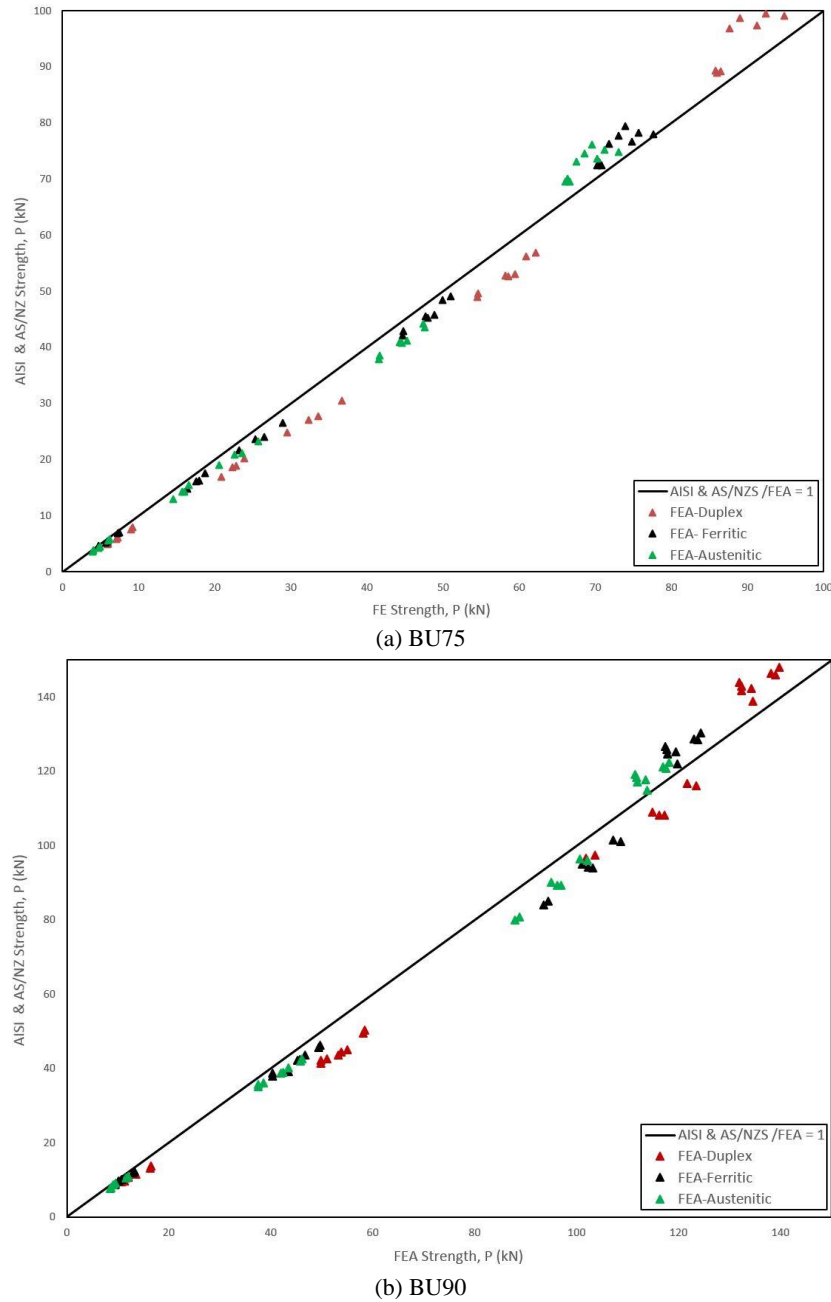 100
90
80
70
60
50
40
30
20
10
0
AISI & AS/NZ Strength, P (kN)
AISI & AS/NZS /FEA = 1
FEA-Duplex
FEA- Ferritic
FEA-Austenitic
0 10 20 30 40 50 60 70 80 90 100
FE Strength, P (kN)
(a) BU75
140
120
100
80
60
40
20
0
AISI & AS/NZ Strength, P (kN)
AISI & AS/NZS /FEA = 1
FEA-Duplex
FEA-Ferritic
FEA-Austenitic
0 20 40 60 80 100 120 140
FEA Strength, P (kN)
(b) BU90